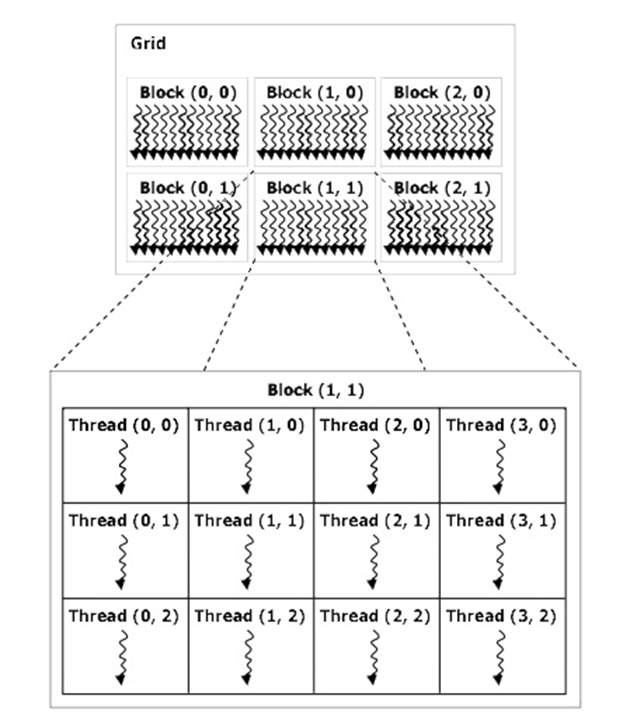 Grid
Block (0, 0) Block (1, 0) Block (2, 0)
Block (0, 1) Block (1, 1) Block (2, 1)
Block (1, 1)
Thread (0, 0) Thread (1, 0) Thread (2, 0) Thread (3, 0)
Thread (0, 1) Thread (1, 1) Thread (2, 1) Thread (3, 1)
Thread (0, 2) Thread (1, 2) Thread (2, 2) Thread (3, 2)